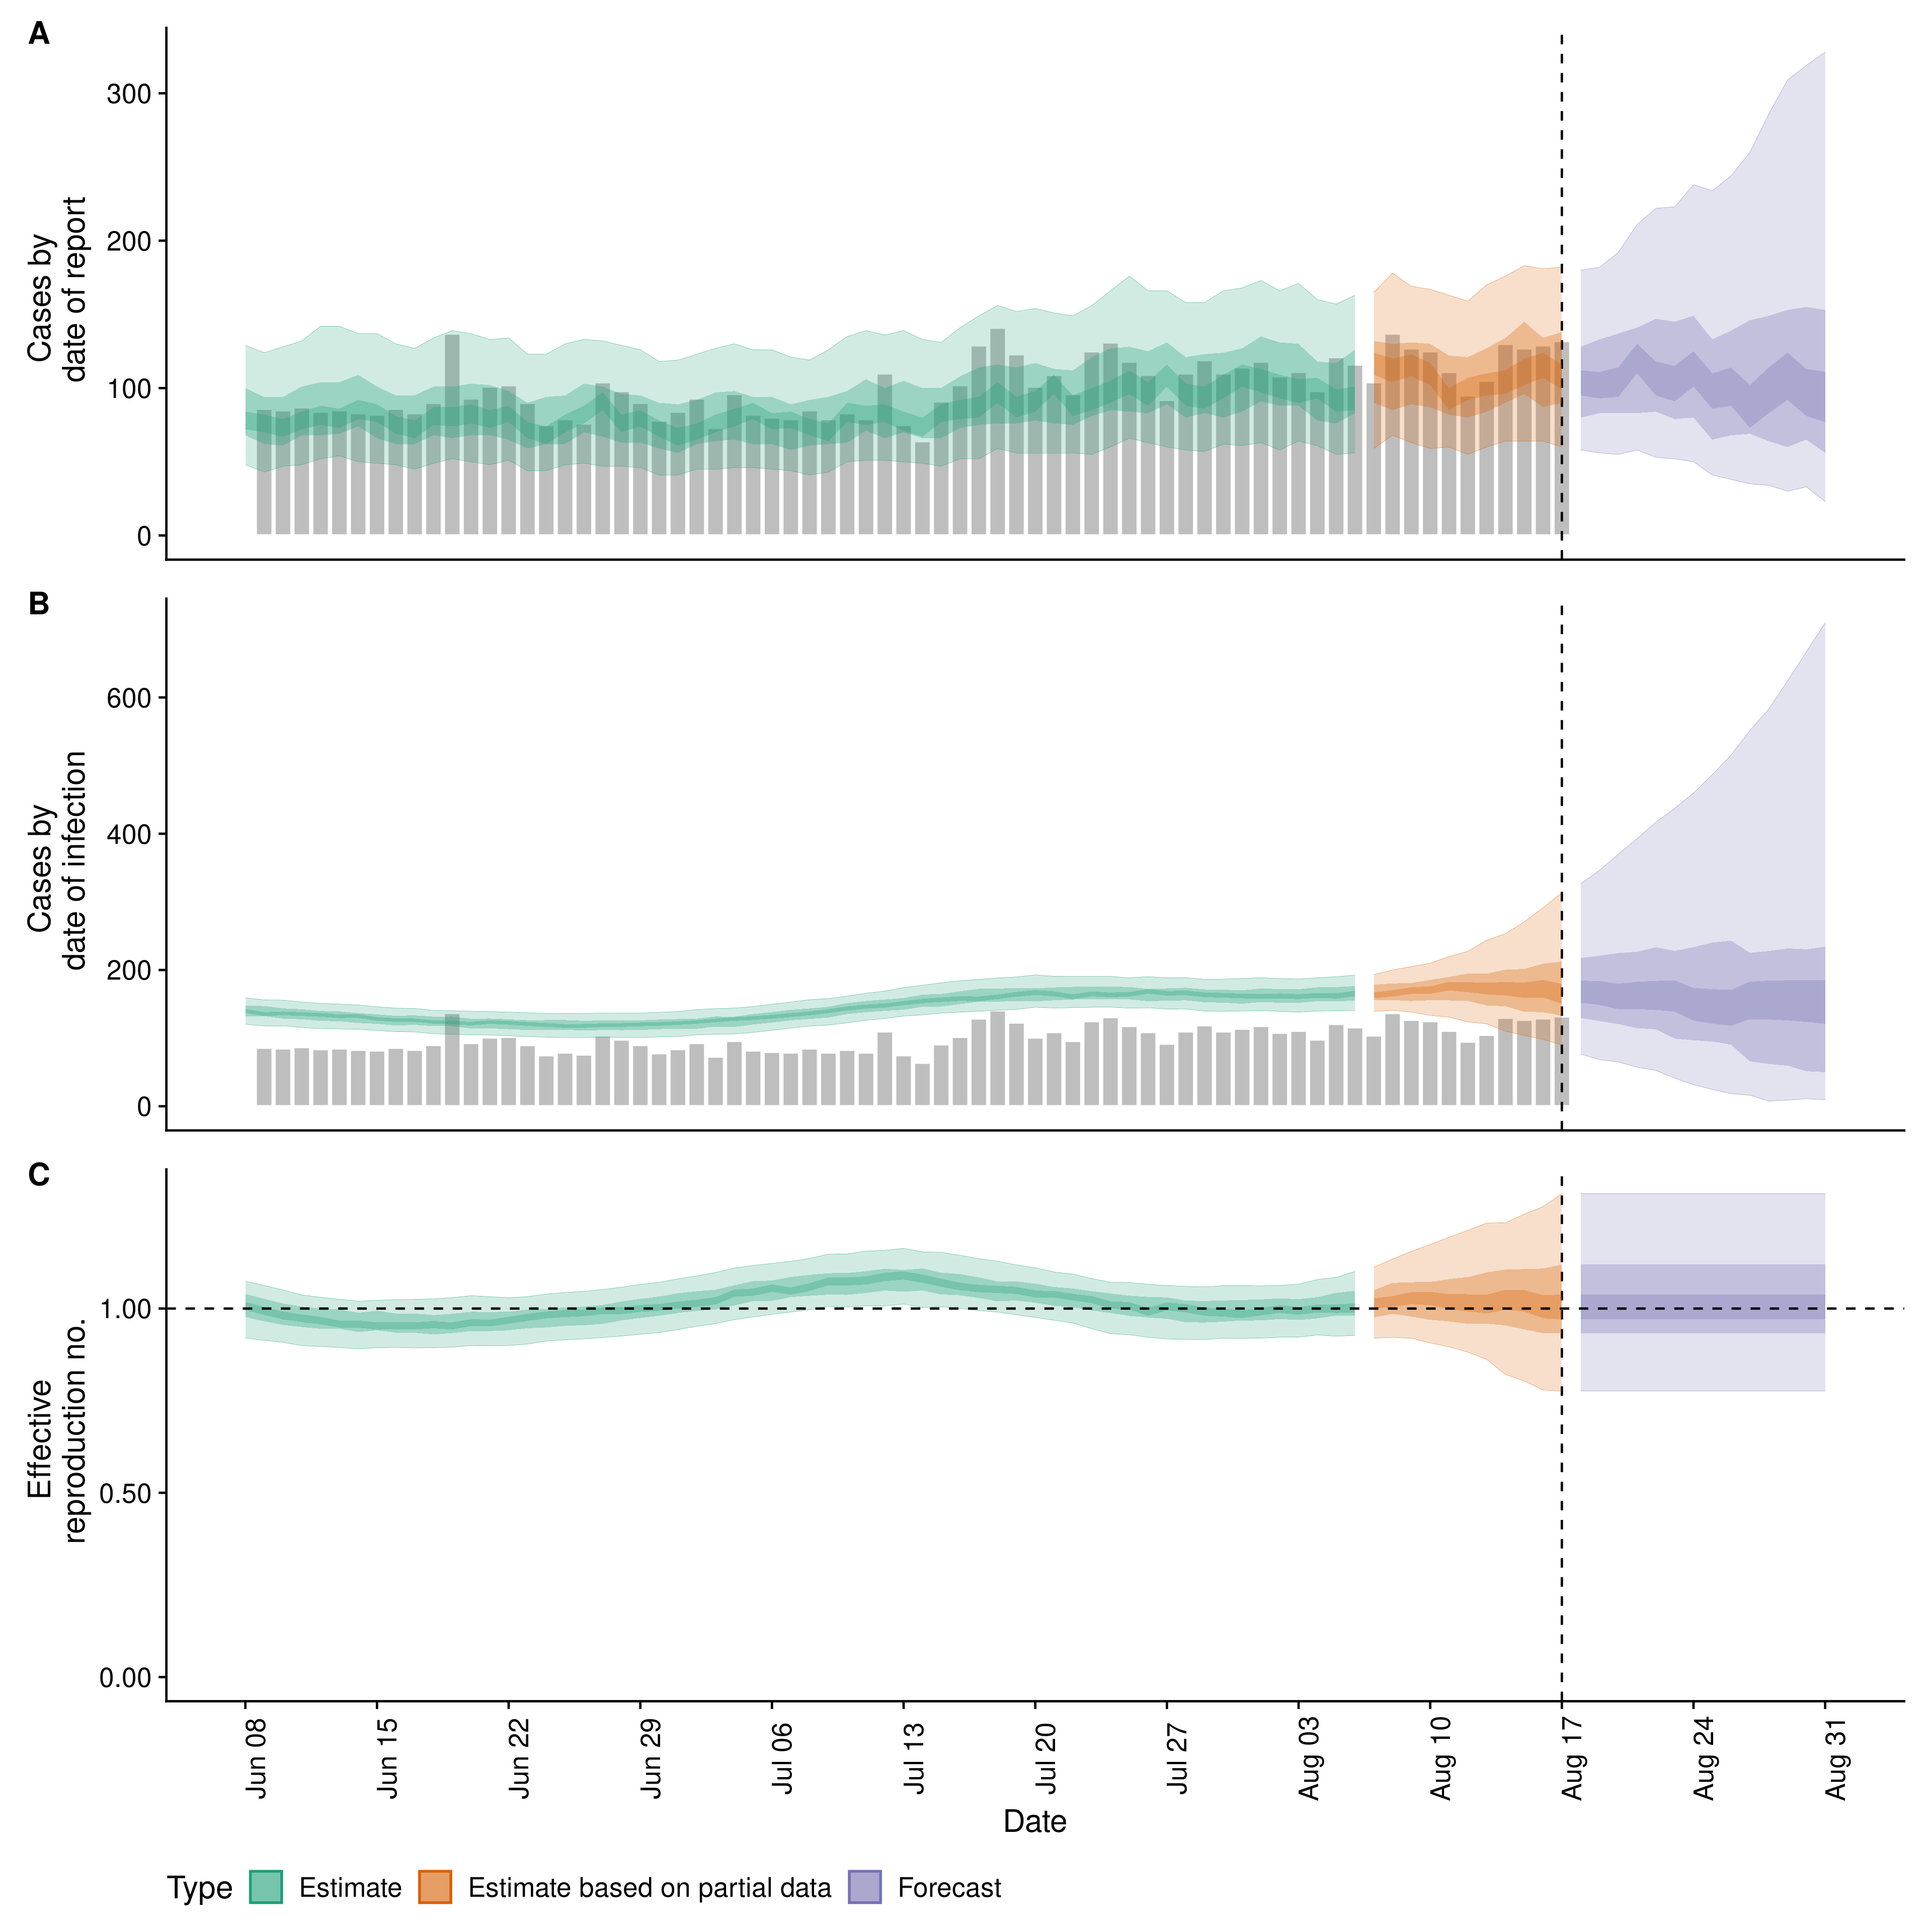 A
Cases by
date of report
300
200
100
0
B
Cases by
date of infection
600
400
200
0
C
Effective
reproduction no.
1.00
0.50
0.00
Jun 08
Jun 15
Jun 22
Jun 29
Jul 06
Jul 13
Jul 20
Jul 27
Aug 03
Aug 10
Aug 17
Aug 24
Aug 31
Date
Type Estimate Estimate based on partial data Forecast